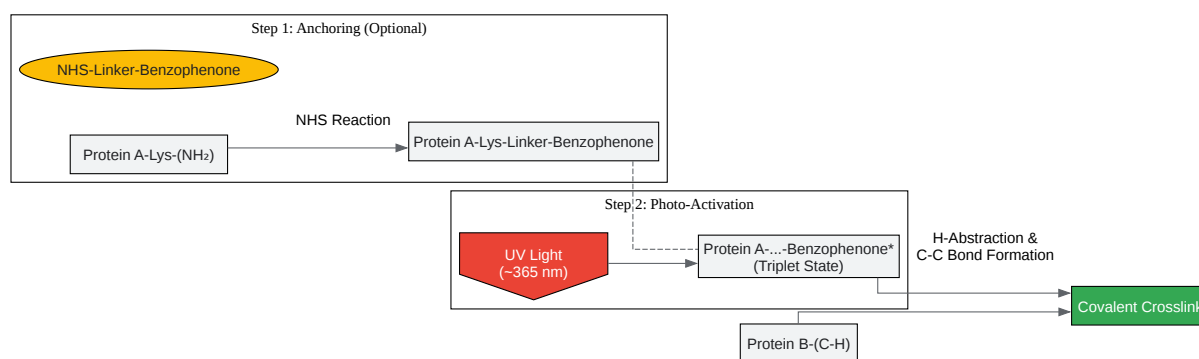 Step 1: Anchoring (Optional)
NHS-Linker-Benzophenone
NHS Reaction
Protein A-Lys-(NH₂)
Protein A-Lys-Linker-Benzophenone
Step 2: Photo-Activation
UV Light
(~365 nm)
Protein A-...-Benzophenone*
(Triplet State)
H-Abstraction &
C-C Bond Formation
Covalent Crosslink
Protein B-(C-H)